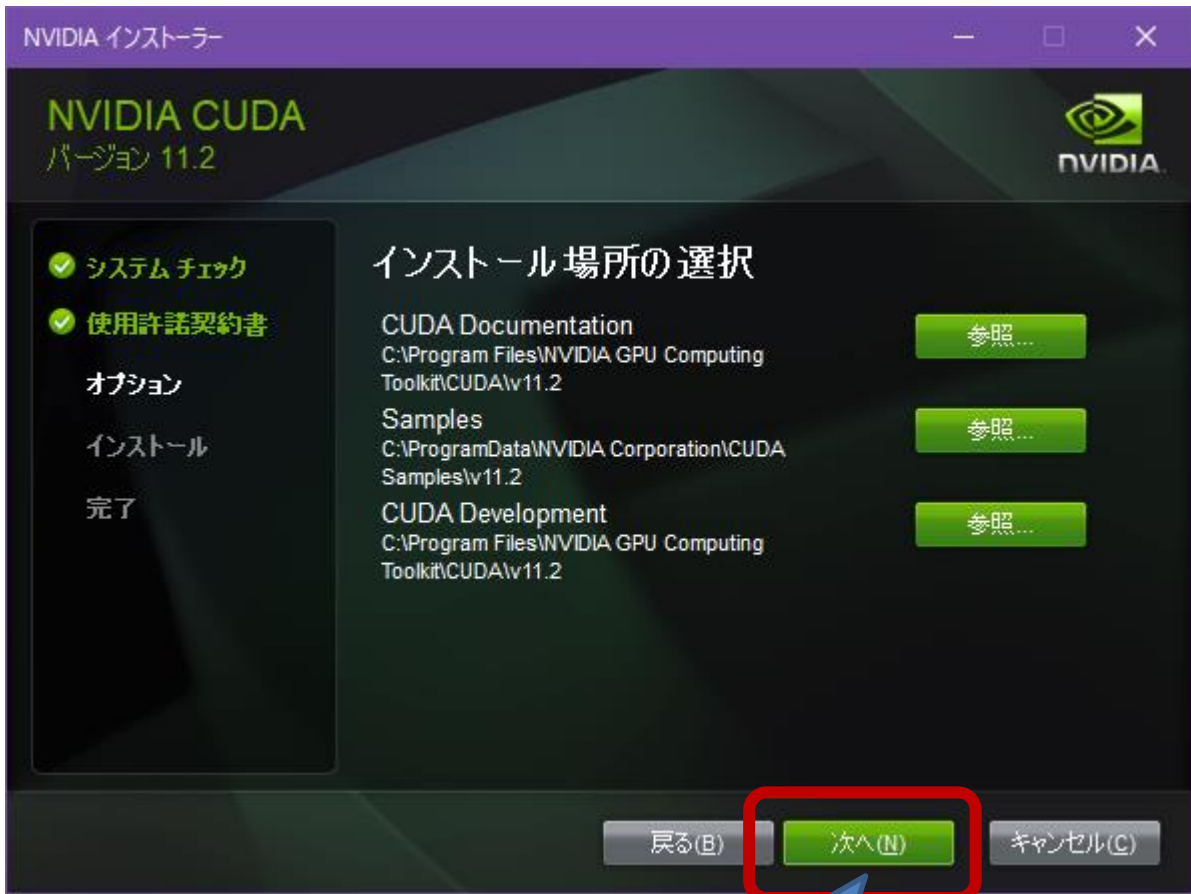 NVIDIA インストーラー
NVIDIA CUDA
バージョン 11.2
NVIDIA.
システム チェック
使用許諾契約書
オプション
インストール
完了
インストール場所の選択
CUDA Documentation
C:\Program Files\NVIDIA GPU Computing
Toolkit\CUDA\v11.2
参照...
Samples
C:\ProgramData\NVIDIA Corporation\CUDA
Samples\v11.2
参照...
CUDA Development
C:\Program Files\NVIDIA GPU Computing
Toolkit\CUDA\v11.2
参照...
戻る(B) 次へ(N) キャンセル(C)